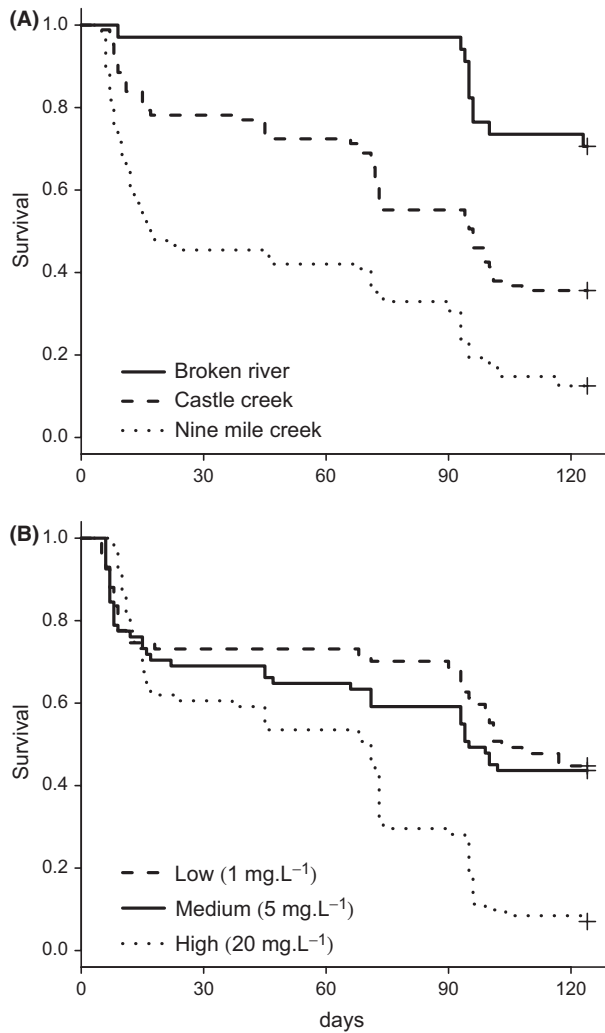 (A)
1.0
0.8
0.6
0.4
0.2
0.0
Survival
Broken river
Castle creek
Nine mile creek
0 30 60 90 120
(B)
1.0
0.8
0.6
0.4
0.2
0.0
Survival
Low (1 mg.L⁻¹)
Medium (5 mg.L⁻¹)
High (20 mg.L⁻¹)
0 30 60 90 120
days